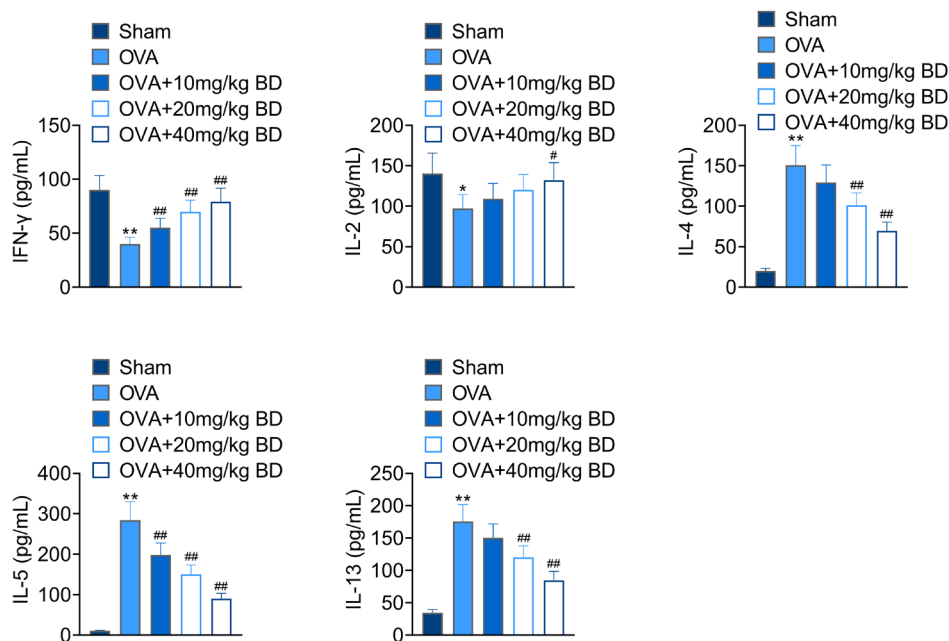 Sham
OVA
OVA+10mg/kg BD
OVA+20mg/kg BD
OVA+40mg/kg BD
IFN-γ (pg/mL)
150
100
50
0
**
##
##
##
Sham
OVA
OVA+10mg/kg BD
OVA+20mg/kg BD
OVA+40mg/kg BD
IL-2 (pg/mL)
200
150
100
50
0
*
#
Sham
OVA
OVA+10mg/kg BD
OVA+20mg/kg BD
OVA+40mg/kg BD
IL-4 (pg/mL)
200
150
100
50
0
**
##
##
Sham
OVA
OVA+10mg/kg BD
OVA+20mg/kg BD
OVA+40mg/kg BD
IL-5 (pg/mL)
400
300
200
100
0
**
##
##
##
Sham
OVA
OVA+10mg/kg BD
OVA+20mg/kg BD
OVA+40mg/kg BD
IL-13 (pg/mL)
250
200
150
100
50
0
**
##
##